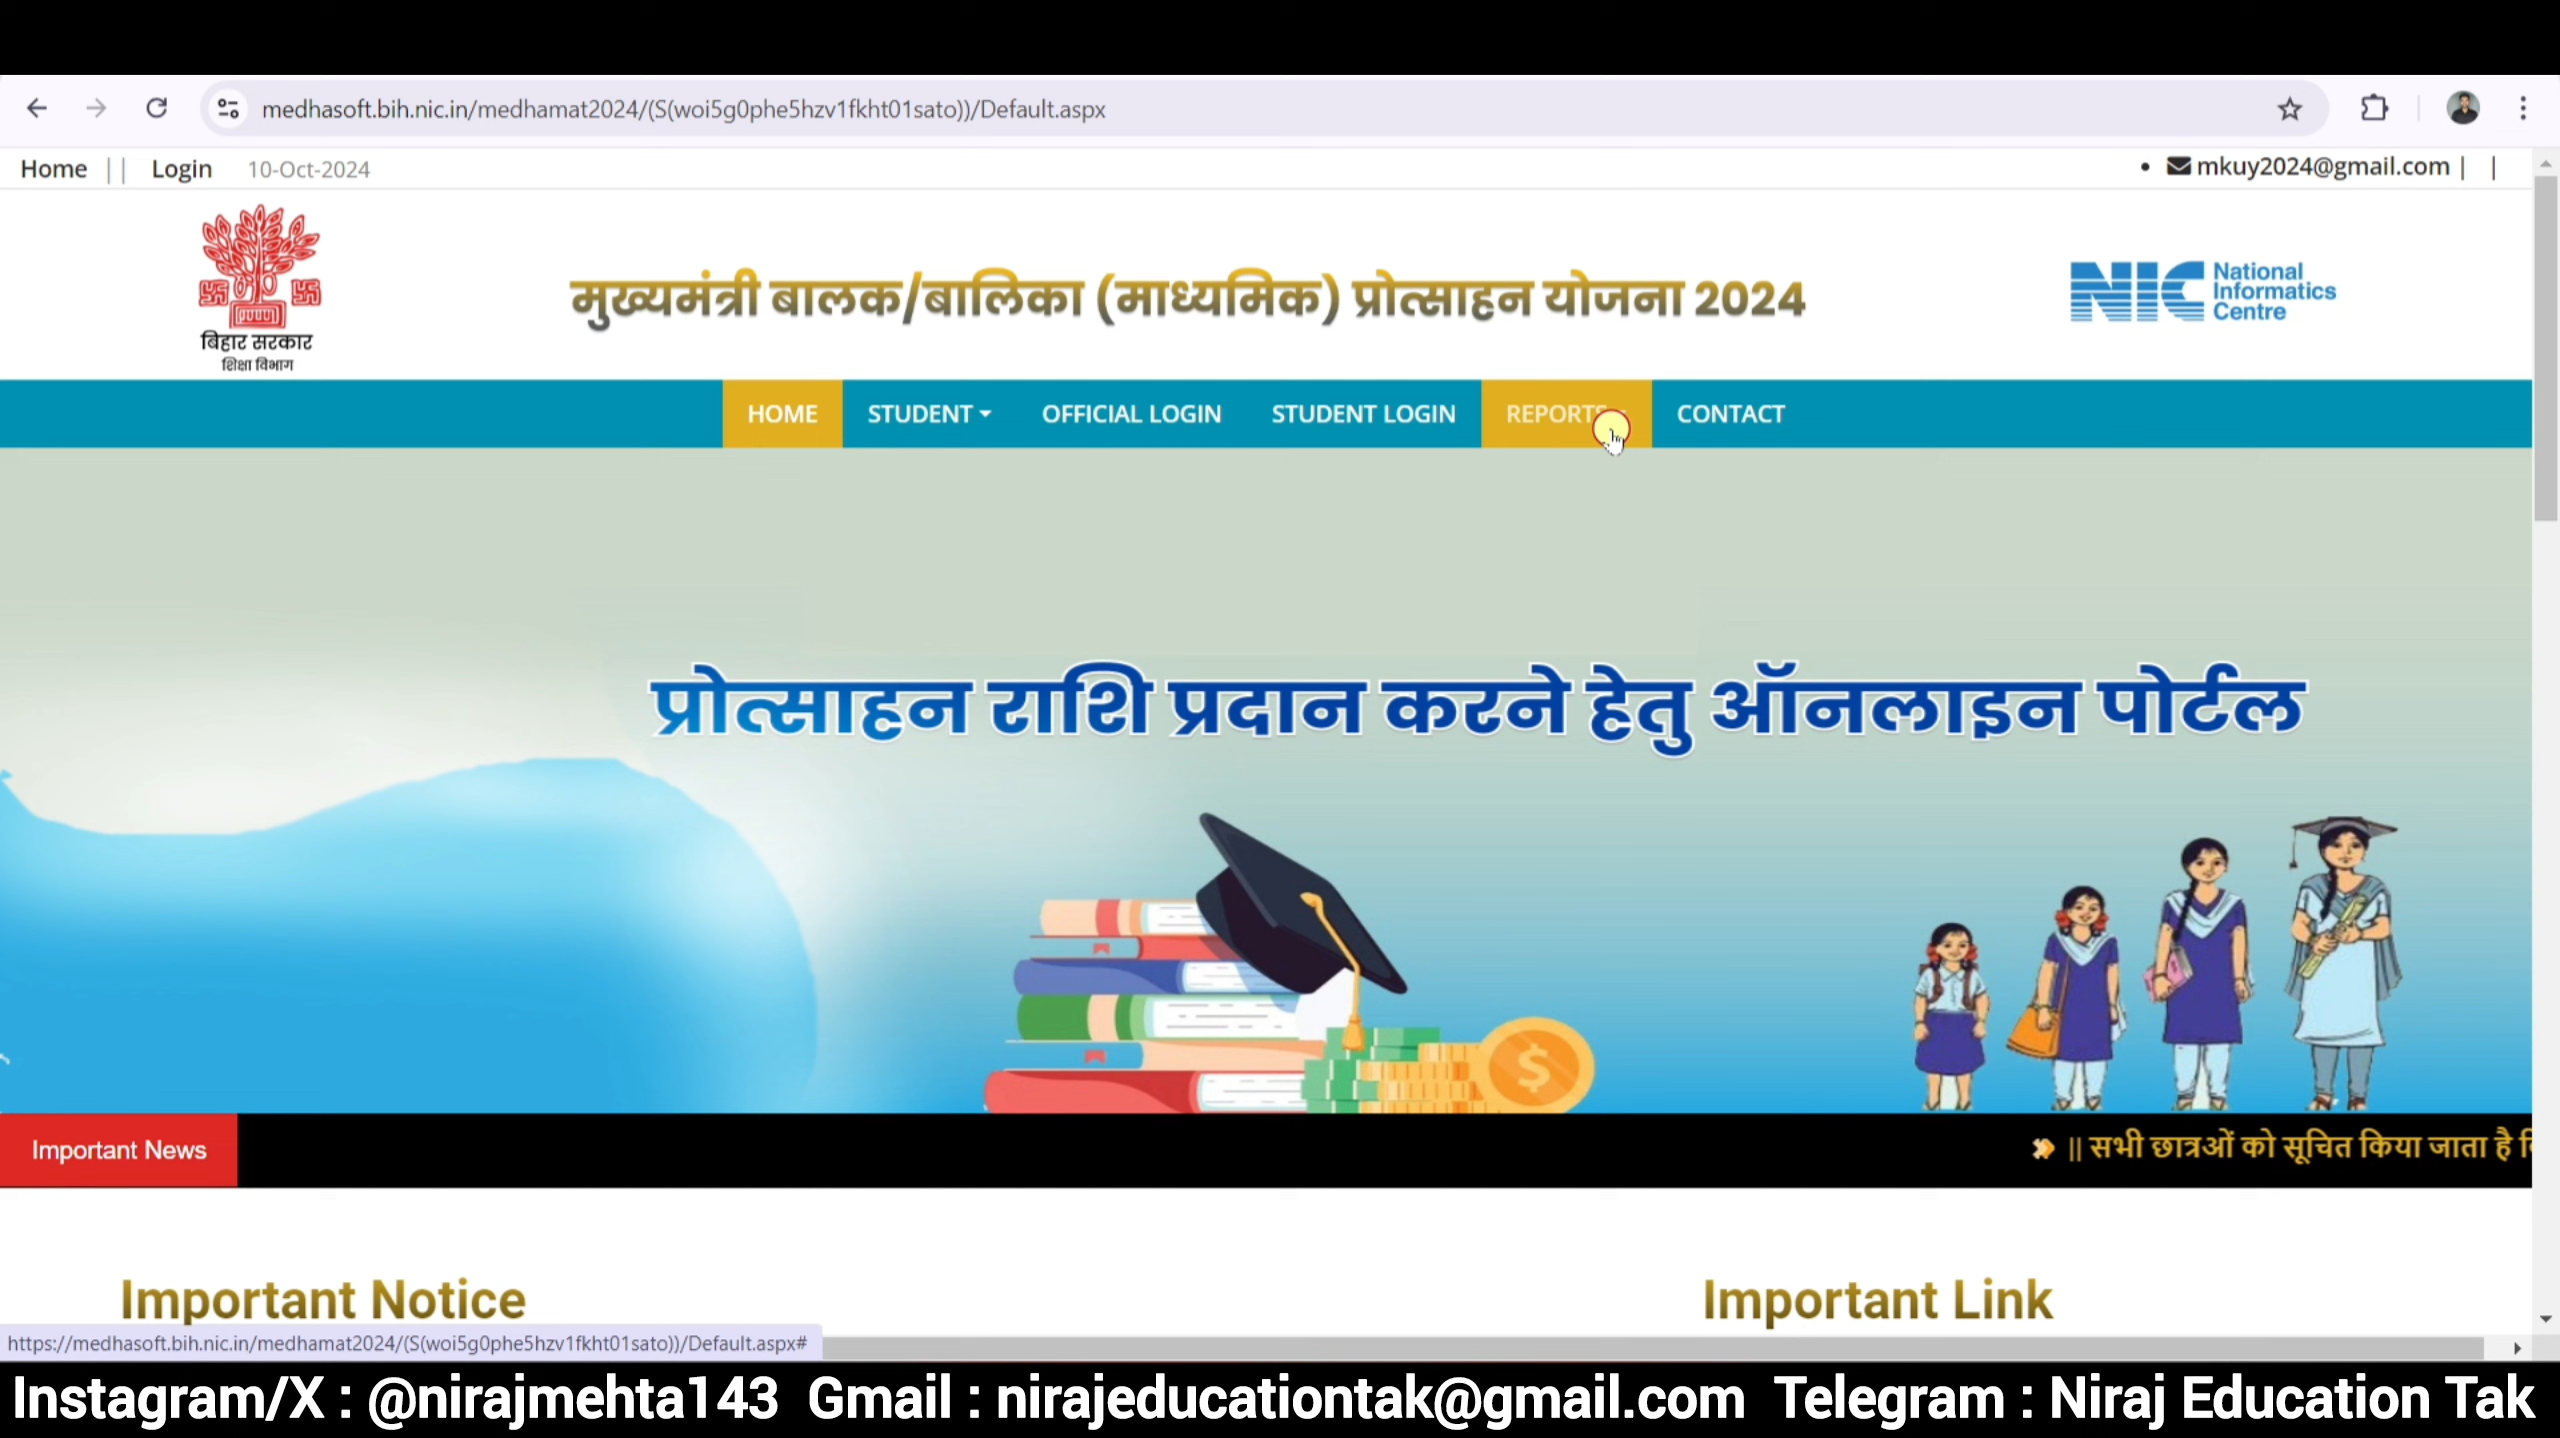 medhasoft.bih.nic.in/medhamat2024/(S(woi5g0phe5hzv1fkht01sato))/Default.aspx
Home || Login 10-Oct-2024
• mkuy2024@gmail.com | |
बिहार सरकार
शिक्षा विभाग
मुख्यमंत्री बालक/बालिका (माध्यमिक) प्रोत्साहन योजना 2024
NIC National
Informatics
Centre
HOME STUDENT OFFICIAL LOGIN STUDENT LOGIN REPORTS CONTACT
प्रोत्साहन राशि प्रदान करने हेतु ऑनलाइन पोर्टल
Important News
|| सभी छात्रओं को सूचित किया जाता है
Important Notice
Important Link
https://medhasoft.bih.nic.in/medhamat2024/(S(woi5g0phe5hzv1fkht01sato))/Default.aspx#
Instagram/X : @nirajmehta143 Gmail : nirajeducationtak@gmail.com Telegram : Niraj Education Tak